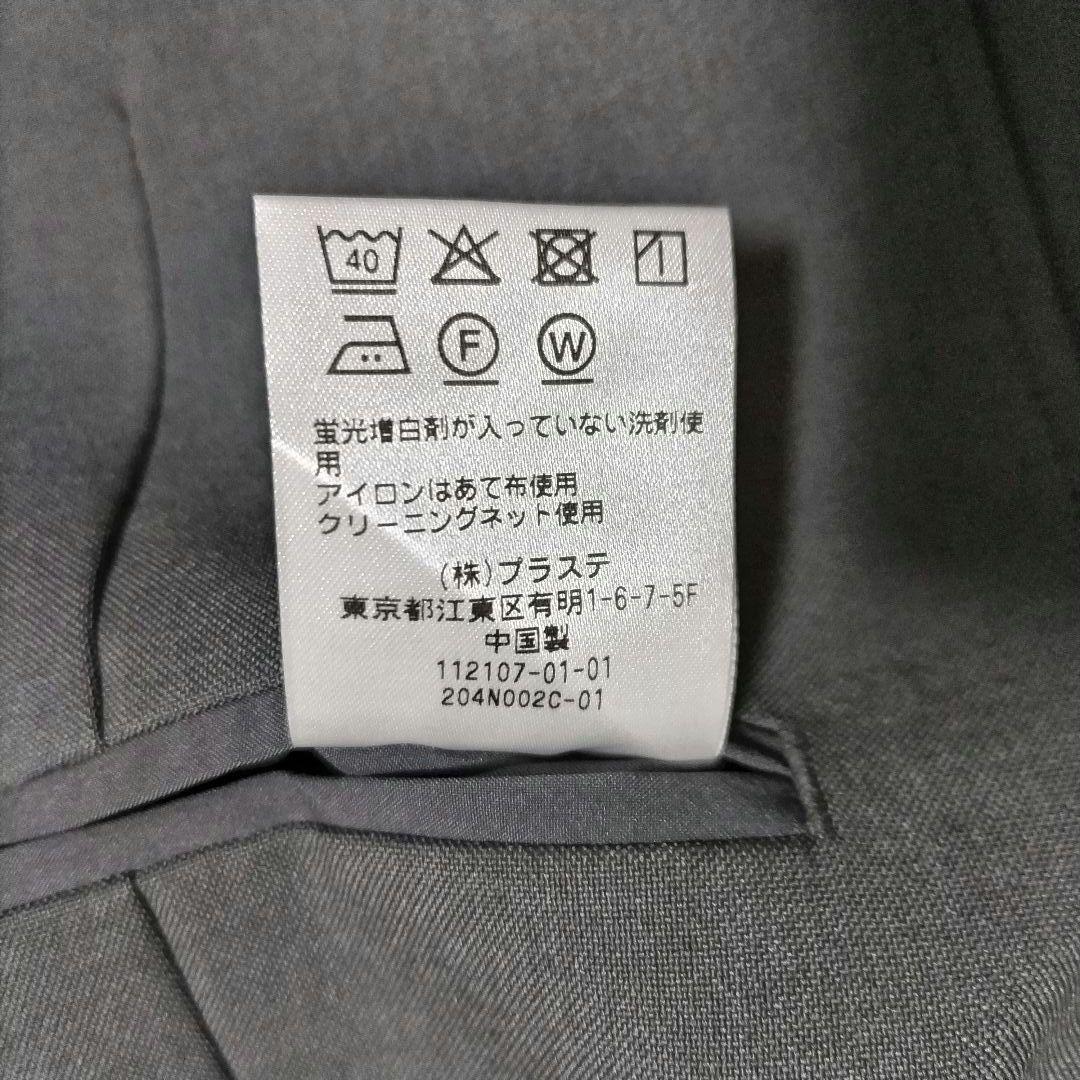 40
F W
蛍光増白剤が入っていない洗剤使
用
アイロンはあて布使用
クリーニングネット使用
(株)プラステ
東京都江東区有明1-6-7-5F
中国製
112107-01-01
204N002C-01